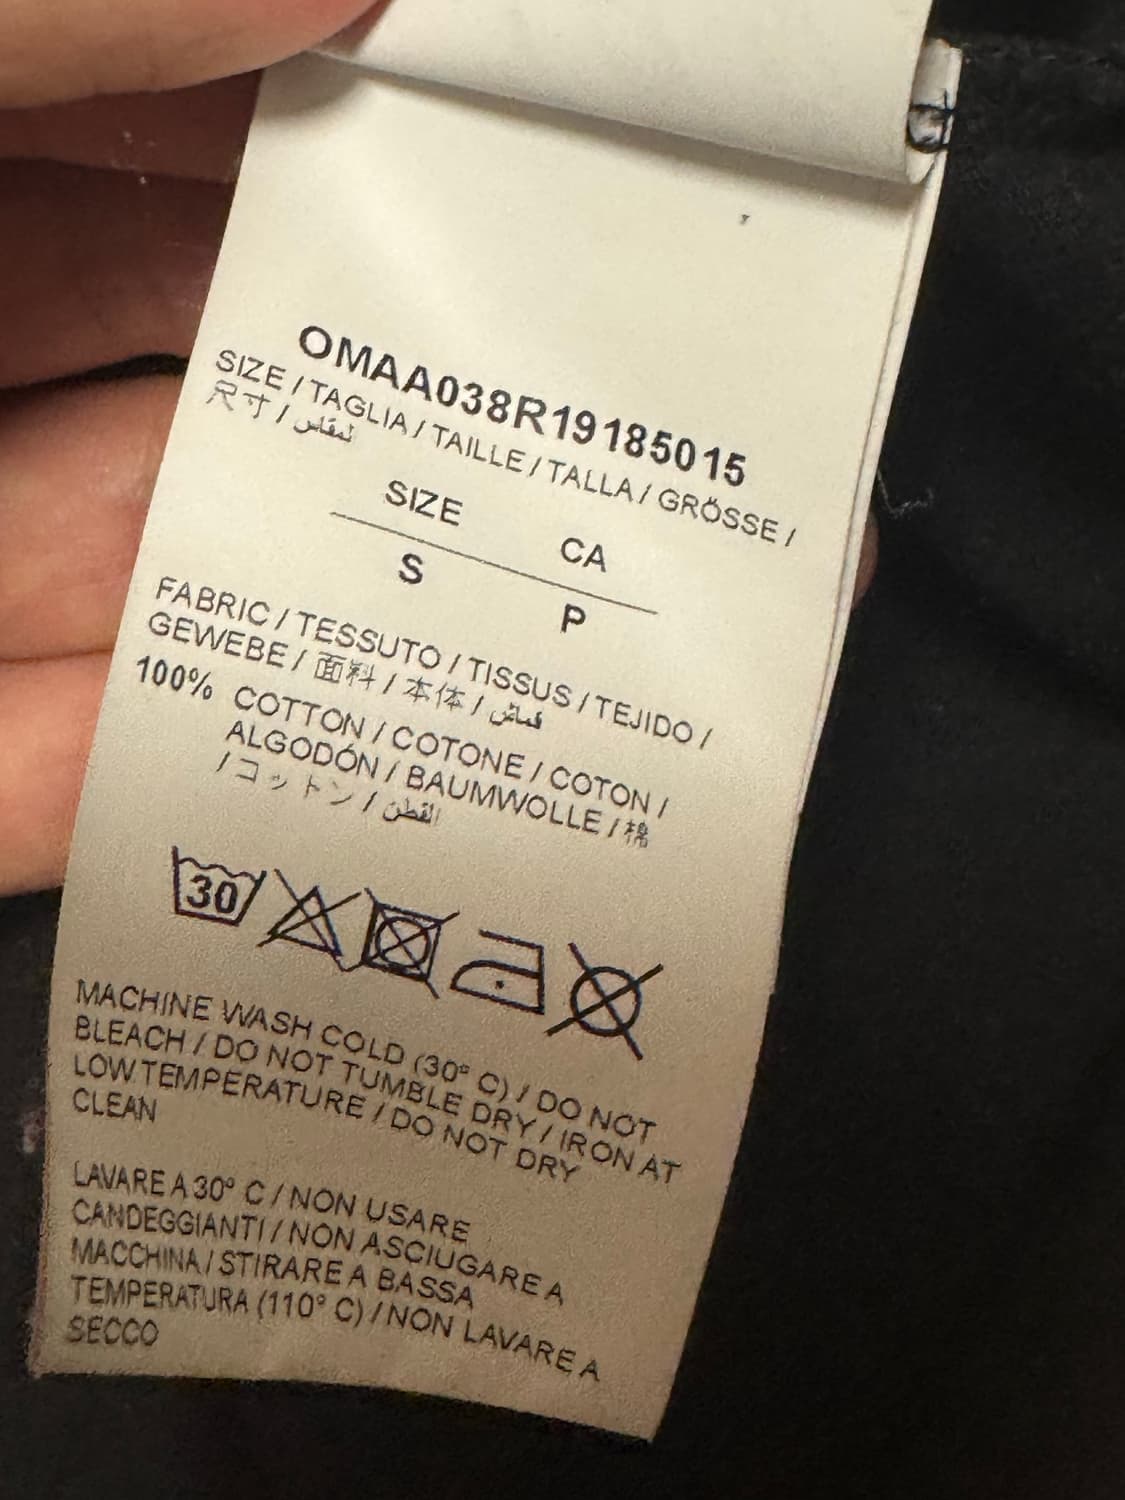 OMAA038R19185015
SIZE / TAGLIA / TAILLE / TALLA / GRÖSSE /
尺寸 / المقاس
SIZE CA
S P
FABRIC / TESSUTO / TISSUS / TEJIDO /
GEWEBE / 面料 / 本体 / قماش
100% COTTON / COTONE / COTON /
ALGODÓN / BAUMWOLLE / 棉
/ コットン / القطن
30
MACHINE WASH COLD (30° C) / DO NOT
BLEACH / DO NOT TUMBLE DRY / IRON AT
LOW TEMPERATURE / DO NOT DRY
CLEAN
LAVARE A 30° C / NON USARE
CANDEGGIANTI / NON ASCIUGARE A
MACCHINA / STIRARE A BASSA
TEMPERATURA (110° C) / NON LAVARE A
SECCO